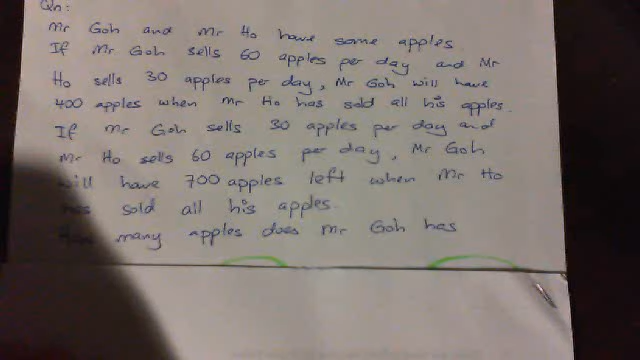 Qn:
Mr Goh and Mr Ho have some apples
If Mr Goh sells 60 apples per day and Mr
Ho sells 30 apples per day, Mr Goh will have
400 apples when Mr Ho has sold all his apples.
If Mr Goh sells 30 apples per day and
Mr Ho sells 60 apples per day, Mr Goh
will have 700 apples left when Mr Ho
has sold all his apples.
How many apples does Mr Goh has